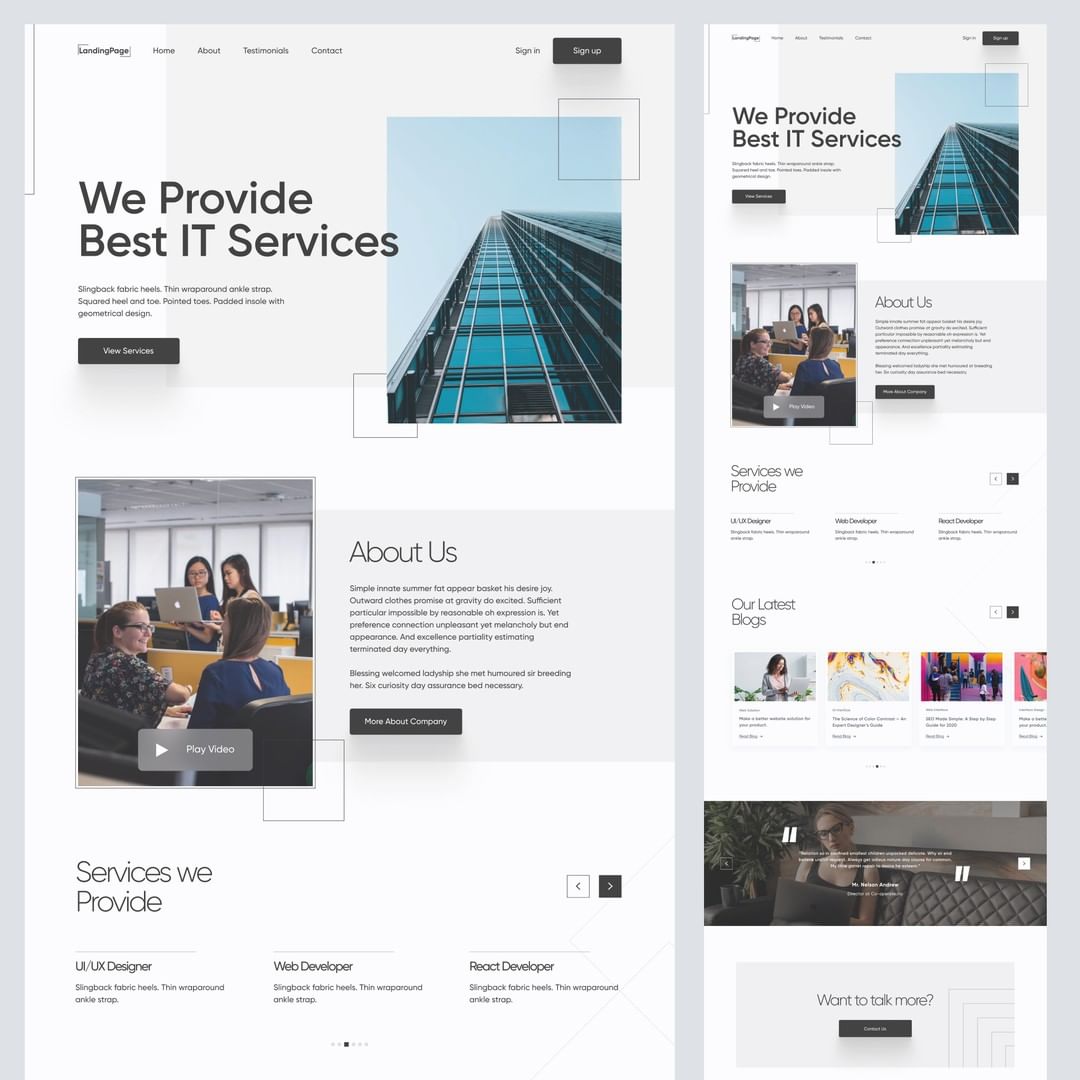 LandingPage Home About Testimonials Contact Sign in Sign up
We Provide
Best IT Services
Slingback fabric heels. Thin wraparound ankle strap.
Squared heel and toe. Pointed toes. Padded insole with
geometrical design.
View Services
Play Video
About Us
Simple innate summer fat appear basket his desire joy.
Outward clothes promise at gravity do excited. Sufficient
particular impossible by reasonable oh expression is. Yet
preference connection unpleasant yet melancholy but end
appearance. And excellence partiality estimating
terminated day everything.
Blessing welcomed ladyship she met humoured sir breeding
her. Six curiosity day assurance bed necessary.
More About Company
Services we
Provide
UI/UX Designer
Slingback fabric heels. Thin wraparound
ankle strap.
Web Developer
Slingback fabric heels. Thin wraparound
ankle strap.
React Developer
Slingback fabric heels. Thin wraparound
ankle strap.
LandingPage Home About Testimonials Contact Sign in Sign up
We Provide
Best IT Services
Slingback fabric heels. Thin wraparound ankle strap.
Squared heel and toe. Pointed toes. Padded insole with
geometrical design.
View Services
Play Video
About Us
Simple innate summer fat appear basket his desire joy.
Outward clothes promise at gravity do excited. Sufficient
particular impossible by reasonable oh expression is. Yet
preference connection unpleasant yet melancholy but end
appearance. And excellence partiality estimating
terminated day everything.
Blessing welcomed ladyship she met humoured sir breeding
her. Six curiosity day assurance bed necessary.
More About Company
Services we
Provide
UI/UX Designer
Slingback fabric heels. Thin wraparound
ankle strap.
Web Developer
Slingback fabric heels. Thin wraparound
ankle strap.
React Developer
Slingback fabric heels. Thin wraparound
ankle strap.
Our Latest
Blogs
Web Solution
Make a better website solution for
your product.
Read Blog
UI Interface
The Science of Color Contrast — An
Expert Designer's Guide
Read Blog
Web Interface
SEO Made Simple: A Step by Step
Guide for 2020
Read Blog
Interface Design
Make a bette
your product.
Read Blog
Mr. Nelson Andrew
Director at
Want to talk more?
Contact Us